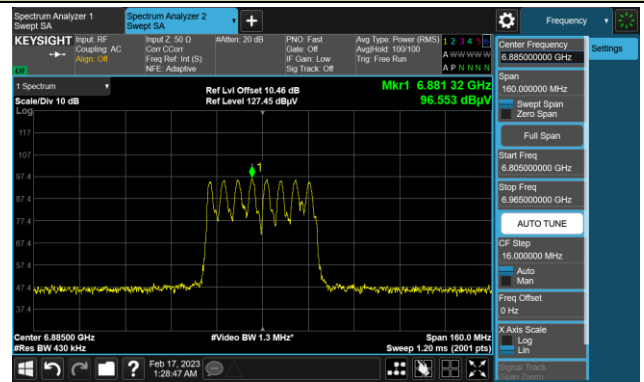 Spectrum Analyzer 1
Swept SA
Spectrum Analyzer 2
Swept SA
Frequency
KEYSIGHT
Input: RF
Coupling: AC
Align: Off
Input Z: 50 Ω
Corr CCorr
Freq Ref: Int (S)
NFE: Adaptive
#Atten: 20 dB
PNO: Fast
Gate: Off
IF Gain: Low
Sig Track: Off
Avg Type: Power (RMS)
Avg|Hold: 100/100
Trig: Free Run
1 2 3 4 5 6
A W W W W W
A P N N N N
1 Spectrum
Scale/Div 10 dB
Log
Ref Lvl Offset 10.46 dB
Ref Level 127.45 dBµV
Mkr1 6.881 32 GHz
96.553 dBµV
117
107
97.4
87.4
77.4
67.4
57.4
47.4
37.4
1
Center 6.88500 GHz
#Res BW 430 kHz
#Video BW 1.3 MHz*
Span 160.0 MHz
Sweep 1.20 ms (2001 pts)
Center Frequency
6.885000000 GHz
Settings
Span
160.000000 MHz
Swept Span
Zero Span
Full Span
Start Freq
6.805000000 GHz
Stop Freq
6.965000000 GHz
AUTO TUNE
CF Step
16.000000 MHz
Auto
Man
Freq Offset
0 Hz
X Axis Scale
Log
Lin
Signal Track
(Span Zoom)
?
Feb 17, 2023
1:28:47 AM